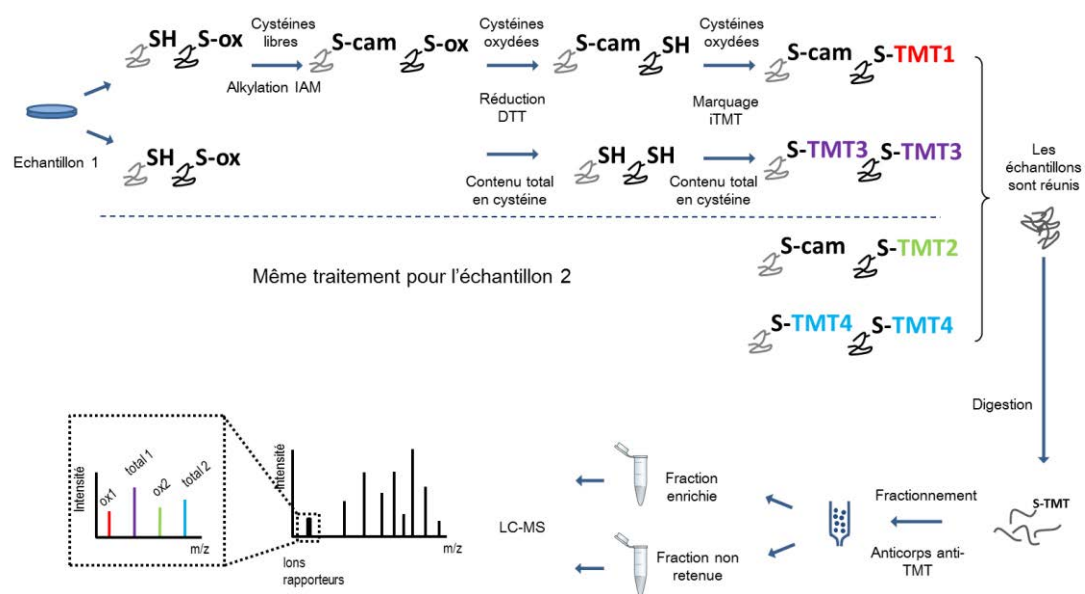 SH S-ox
Cystéines
libres
Alkylation IAM
S-cam S-ox
Cystéines
oxydées
Réduction
DTT
S-cam SH
Cystéines
oxydées
Marquage
iTMT
S-cam S-TMT1
Echantillon 1
SH S-ox
Contenu total
en cystéine
SH SH
Contenu total
en cystéine
S-TMT3 S-TMT3
Les
échantillons
sont réunis
Même traitement pour l'échantillon 2
S-cam S-TMT2
S-TMT4 S-TMT4
Digestion
S-TMT
Fractionnement
Anticorps anti-
TMT
Fraction
enrichie
Fraction non
retenue
LC-MS
Intensité
m/z
Ions
rapporteurs
Intensité
ox1
total 1
ox2
total 2
m/z